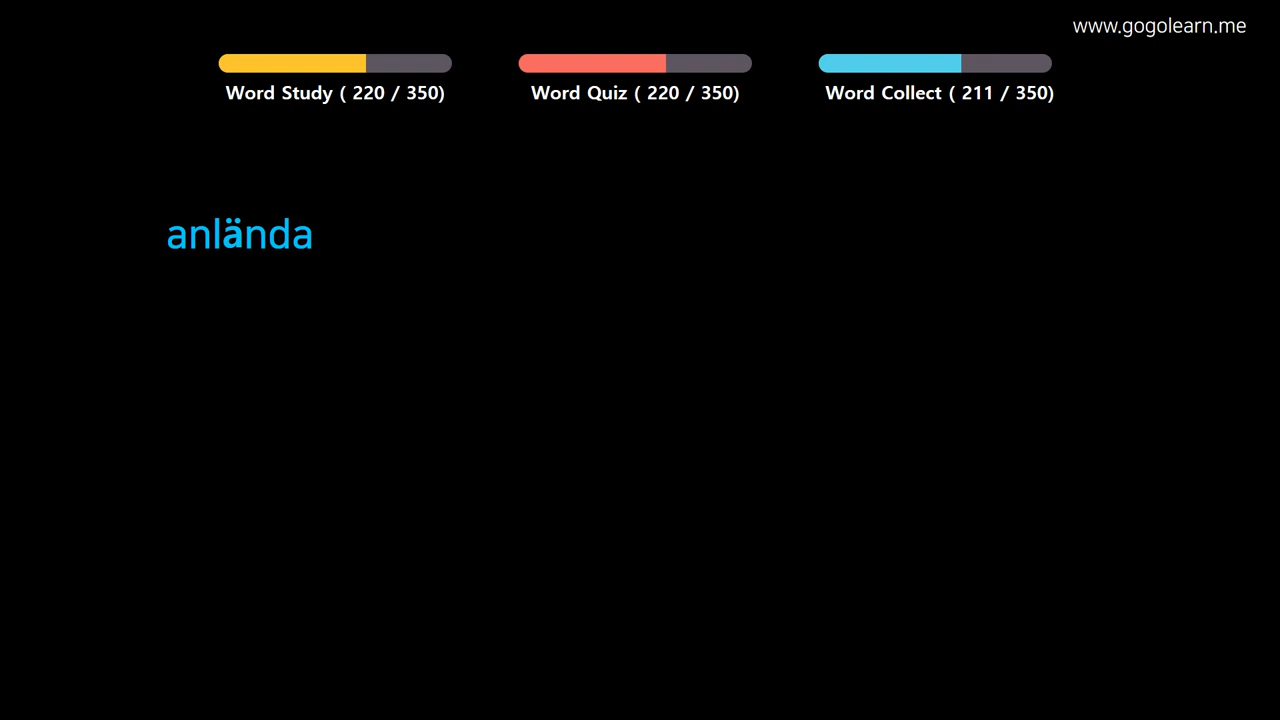 www.gogolearn.me
Word Study ( 220 / 350)
Word Quiz ( 220 / 350)
Word Collect ( 211 / 350)
anlända